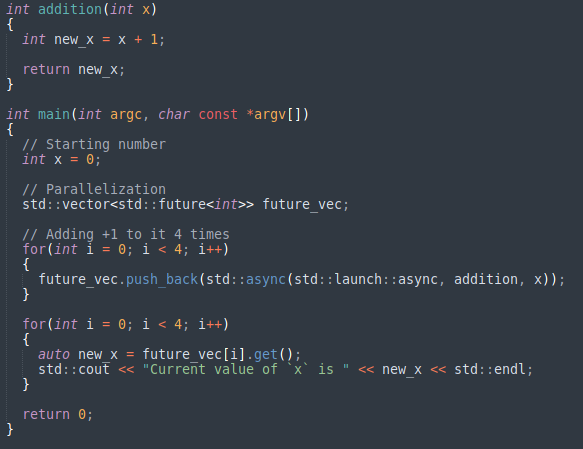 int addition(int x)
{
  int new_x = x + 1;

  return new_x;
}

int main(int argc, char const *argv[])
{
  // Starting number
  int x = 0;

  // Parallelization
  std::vector<std::future<int>> future_vec;

  // Adding +1 to it 4 times
  for(int i = 0; i < 4; i++)
  {
    future_vec.push_back(std::async(std::launch::async, addition, x));
  }

  for(int i = 0; i < 4; i++)
  {
    auto new_x = future_vec[i].get();
    std::cout << "Current value of `x` is " << new_x << std::endl;
  }

  return 0;
}